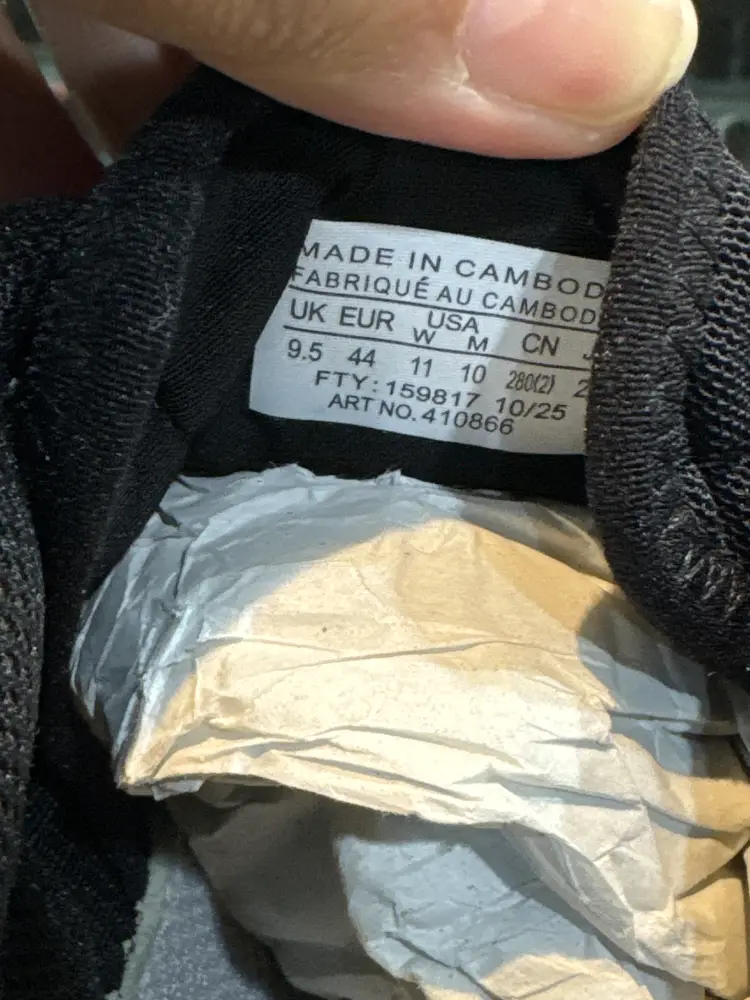 MADE IN CAMBOD
FABRIQUÉ AU CAMBOD
UK EUR USA CN
W M
9.5 44 11 10 280(2) 2
FTY: 159817 10/25
ART NO. 410866